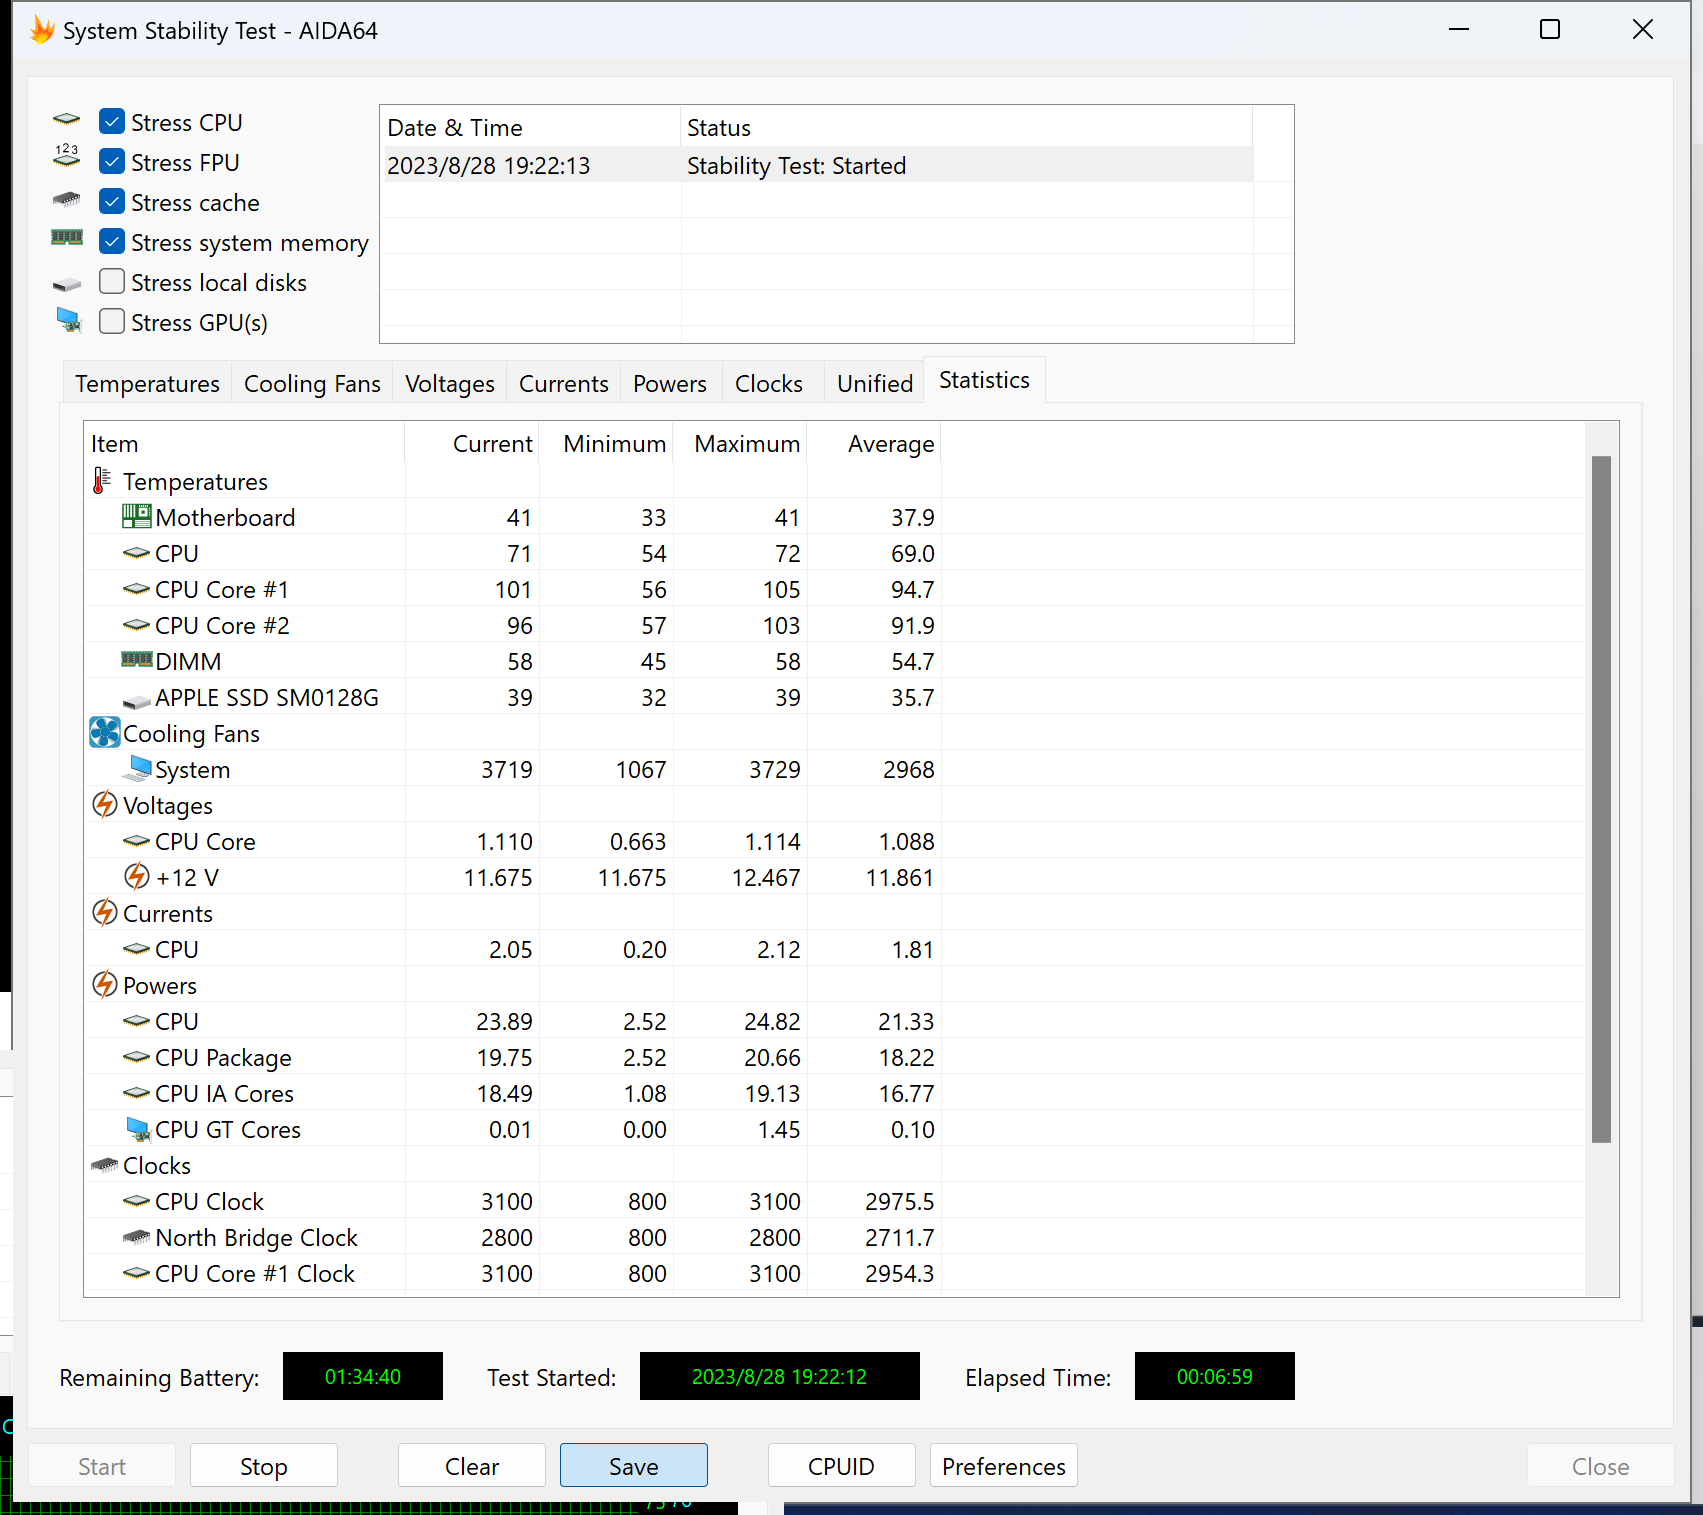 System Stability Test - AIDA64
Stress CPU
123
Stress FPU
Stress cache
Stress system memory
Stress local disks
Stress GPU(s)
Date & Time Status
2023/8/28 19:22:13 Stability Test: Started
Temperatures Cooling Fans Voltages Currents Powers Clocks Unified Statistics
Item Current Minimum Maximum Average
Temperatures
Motherboard 41 33 41 37.9
CPU 71 54 72 69.0
CPU Core #1 101 56 105 94.7
CPU Core #2 96 57 103 91.9
DIMM 58 45 58 54.7
APPLE SSD SM0128G 39 32 39 35.7
Cooling Fans
System 3719 1067 3729 2968
Voltages
CPU Core 1.110 0.663 1.114 1.088
+12 V 11.675 11.675 12.467 11.861
Currents
CPU 2.05 0.20 2.12 1.81
Powers
CPU 23.89 2.52 24.82 21.33
CPU Package 19.75 2.52 20.66 18.22
CPU IA Cores 18.49 1.08 19.13 16.77
CPU GT Cores 0.01 0.00 1.45 0.10
Clocks
CPU Clock 3100 800 3100 2975.5
North Bridge Clock 2800 800 2800 2711.7
CPU Core #1 Clock 3100 800 3100 2954.3
Remaining Battery: 01:34:40 Test Started: 2023/8/28 19:22:12 Elapsed Time: 00:06:59
Start Stop Clear Save CPUID Preferences Close